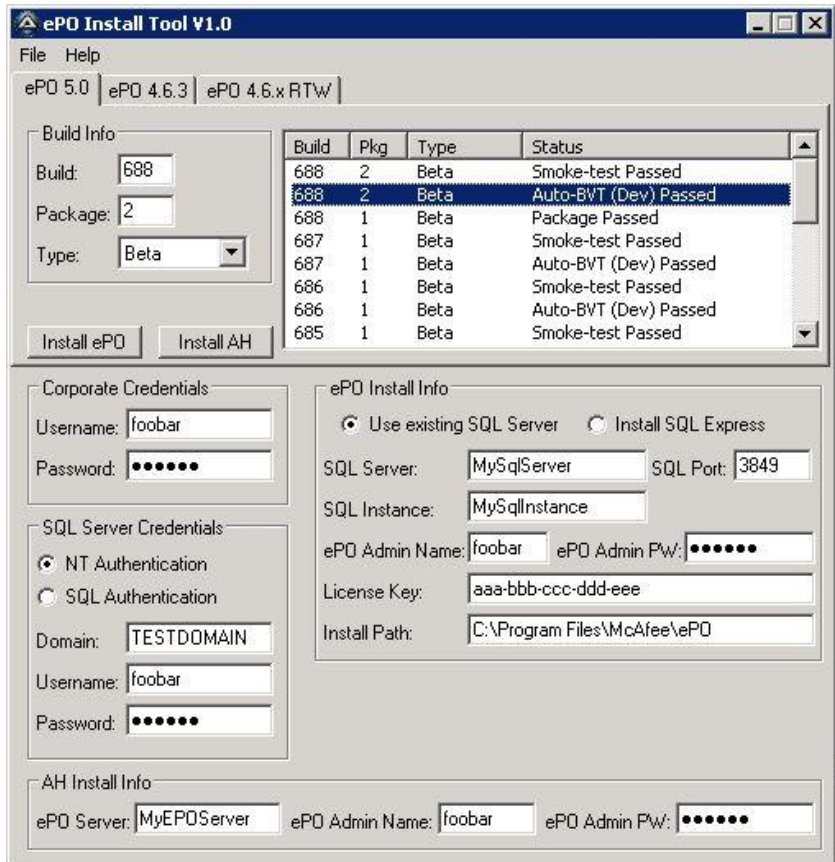 ePO Install Tool V1.0
File Help
ePO 5.0 ePO 4.6.3 ePO 4.6.x RTW
Build Info
Build: 688
Package: 2
Type: Beta
Install ePO Install AH
Build Pkg Type Status
688 2 Beta Smoke-test Passed
688 2 Beta Auto-BVT (Dev) Passed
688 1 Beta Package Passed
687 1 Beta Smoke-test Passed
687 1 Beta Auto-BVT (Dev) Passed
686 1 Beta Smoke-test Passed
686 1 Beta Auto-BVT (Dev) Passed
685 1 Beta Smoke-test Passed
Corporate Credentials
Username: foobar
Password: ●●●●●●
SQL Server Credentials
NT Authentication
SQL Authentication
Domain: TESTDOMAIN
Username: foobar
Password: ●●●●●●
ePO Install Info
Use existing SQL Server Install SQL Express
SQL Server: MySqlServer SQL Port: 3849
SQL Instance: MySqlInstance
ePO Admin Name: foobar ePO Admin PW: ●●●●●●
License Key: aaa-bbb-ccc-ddd-eee
Install Path: C:\Program Files\McAfee\ePO
AH Install Info
ePO Server: MyEPOServer ePO Admin Name: foobar ePO Admin PW: ●●●●●●